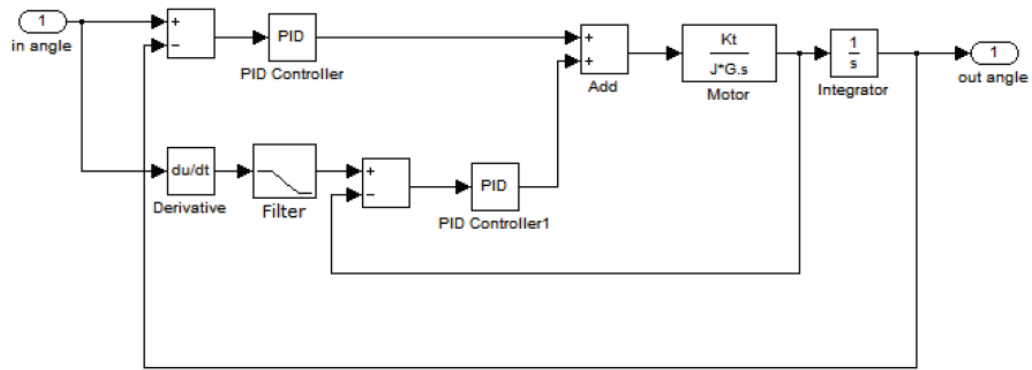 1
in angle
+
−
PID
PID Controller
+
+
Add
Kt
J*G.s
Motor
1
s
Integrator
1
out angle
du/dt
Derivative
Filter
+
−
PID
PID Controller1